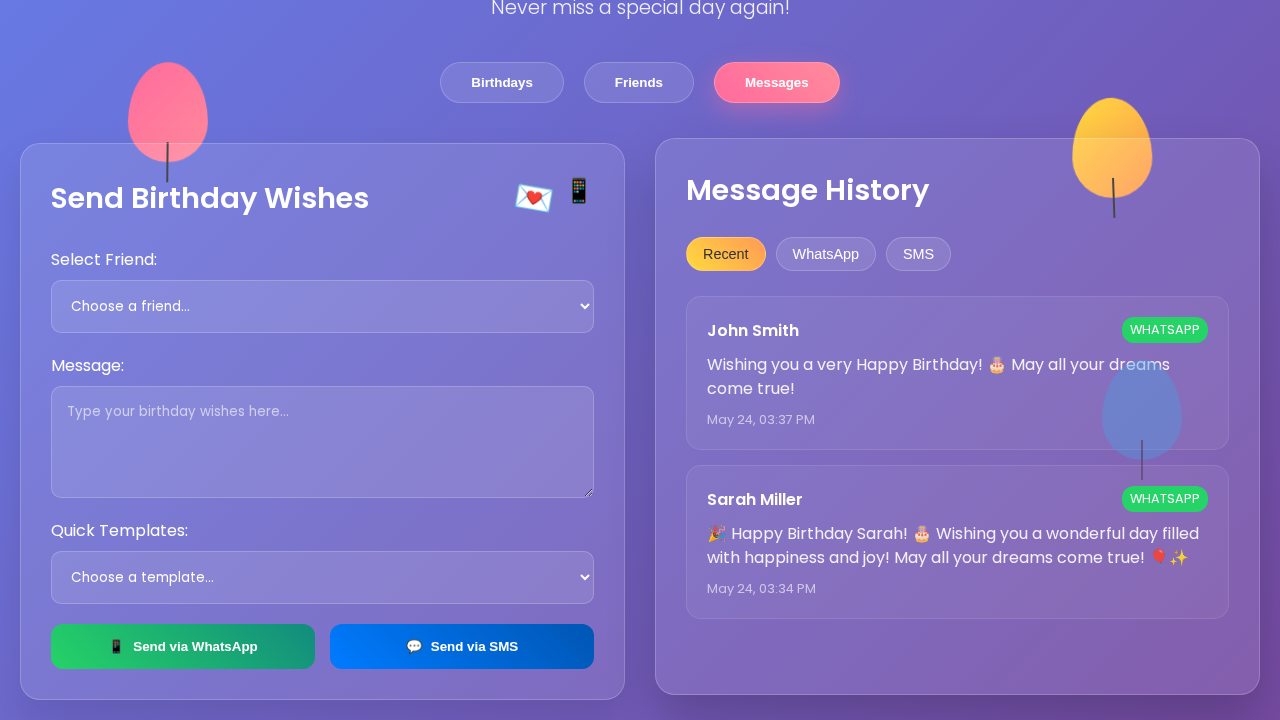 Never miss a special day again!
Birthdays
Friends
Messages
Send Birthday Wishes 💌 📱
Select Friend:
Choose a friend...
Message:
Type your birthday wishes here...
Quick Templates:
Choose a template...
📱 Send via WhatsApp
💬 Send via SMS
Message History
Recent
WhatsApp
SMS
John Smith
WHATSAPP
Wishing you a very Happy Birthday! 🎂 May all your dreams
come true!
May 24, 03:37 PM
Sarah Miller
WHATSAPP
🎉 Happy Birthday Sarah! 🎂 Wishing you a wonderful day filled
with happiness and joy! May all your dreams come true! 🎈✨
May 24, 03:34 PM